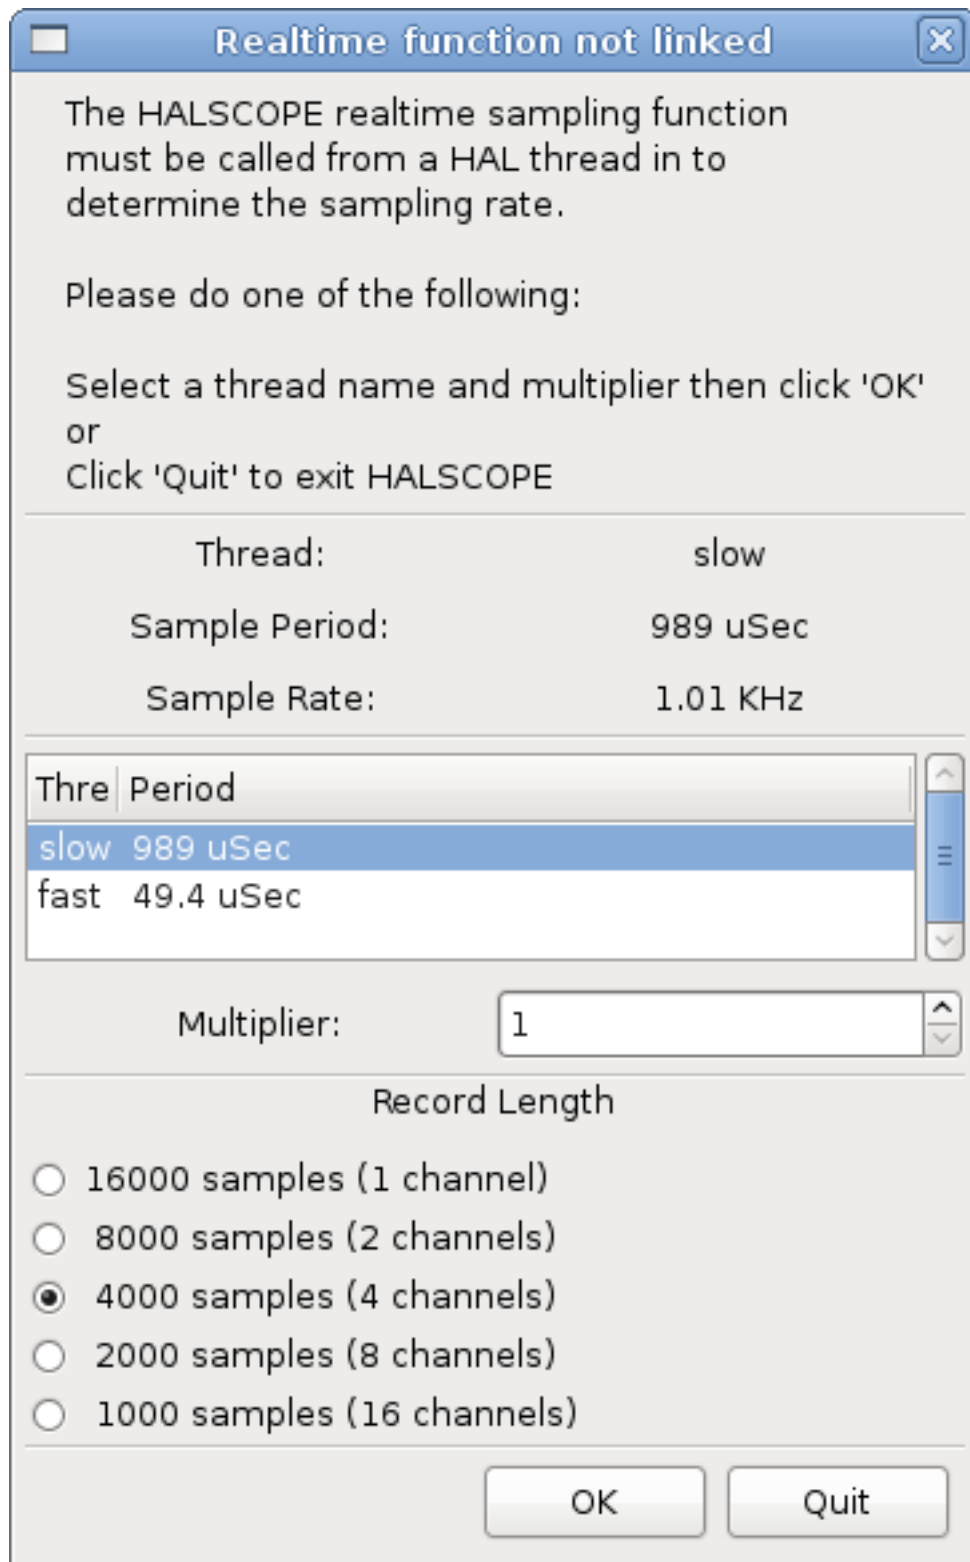 Realtime function not linked
The HALSCOPE realtime sampling function
must be called from a HAL thread in to
determine the sampling rate.
Please do one of the following:
Select a thread name and multiplier then click 'OK'
or
Click 'Quit' to exit HALSCOPE
Thread: slow
Sample Period: 989 uSec
Sample Rate: 1.01 KHz
Thre Period
slow 989 uSec
fast 49.4 uSec
Multiplier: 1
Record Length
16000 samples (1 channel)
8000 samples (2 channels)
4000 samples (4 channels)
2000 samples (8 channels)
1000 samples (16 channels)
OK Quit